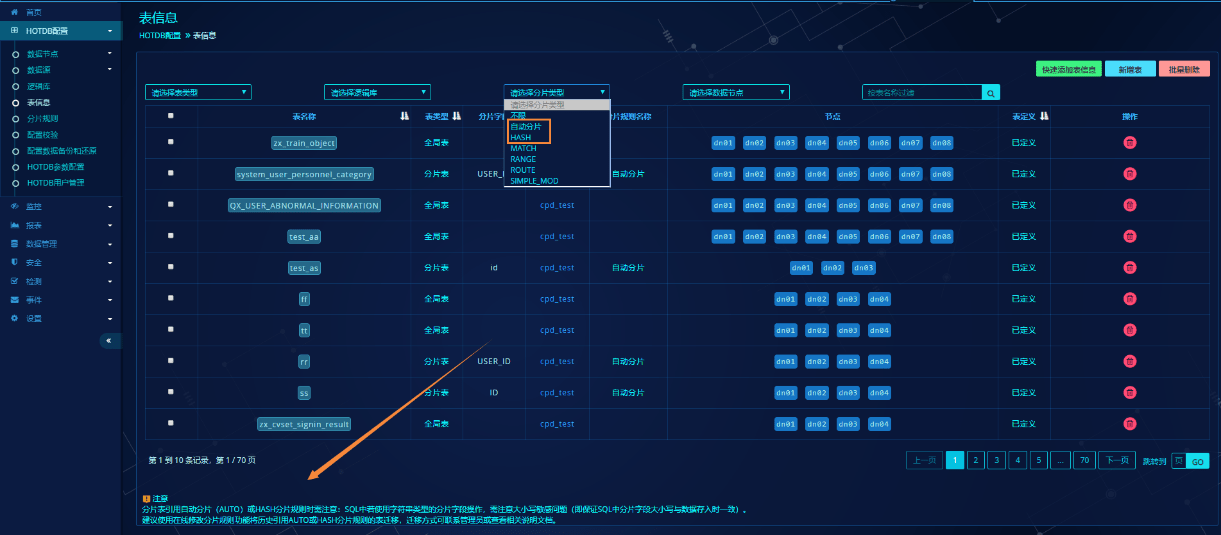 首页
HOTDB配置
数据节点
数据源
逻辑库
表信息
分片规则
配置校验
配置数据备份和还原
HOTDB参数配置
HOTDB用户管理
监控
报表
数据管理
安全
检测
事件
设置
«
表信息
HOTDB配置 » 表信息
快速添加表信息 新增表 批量删除
请选择表类型 请选择逻辑库 请选择分片类型 请选择数据节点 按表名称过滤
请选择分片类型
不限
自动分片
HASH
MATCH
RANGE
ROUTE
SIMPLE_MOD
表名称 表类型 分片字 分片规则名称 节点 表定义 操作
zx_train_object 全局表 dn01 dn02 dn03 dn04 dn05 dn06 dn07 dn08 已定义
system_user_personnel_category 分片表 USER_I 自动分片 dn01 dn02 dn03 dn04 dn05 dn06 dn07 dn08 已定义
QX_USER_ABNORMAL_INFORMATION 全局表 cpd_test dn01 dn02 dn03 dn04 dn05 dn06 dn07 dn08 已定义
test_aa 全局表 cpd_test dn01 dn02 dn03 dn04 dn05 dn06 dn07 dn08 已定义
test_as 分片表 id cpd_test 自动分片 dn01 dn02 dn03 已定义
ff 全局表 cpd_test dn01 dn02 dn03 dn04 已定义
tt 全局表 cpd_test dn01 dn02 dn03 dn04 已定义
rr 分片表 USER_ID cpd_test 自动分片 dn01 dn02 dn03 dn04 已定义
ss 分片表 ID cpd_test 自动分片 dn01 dn02 dn03 dn04 已定义
zx_cvset_signin_result 全局表 cpd_test dn01 dn02 dn03 dn04 已定义
第 1 到 10 条记录，第 1 / 70 页
上一页 1 2 3 4 5 ... 70 下一页 跳转到 页 GO
注意
分片表引用自动分片（AUTO）或HASH分片规则时需注意：SQL中若使用字符串类型的分片字段操作，需注意大小写敏感问题（即保证SQL中分片字段大小写与数据存入时一致）。
建议使用在线修改分片规则功能将历史引用AUTO或HASH分片规则的表迁移，迁移方式可联系管理员或查看相关说明文档。